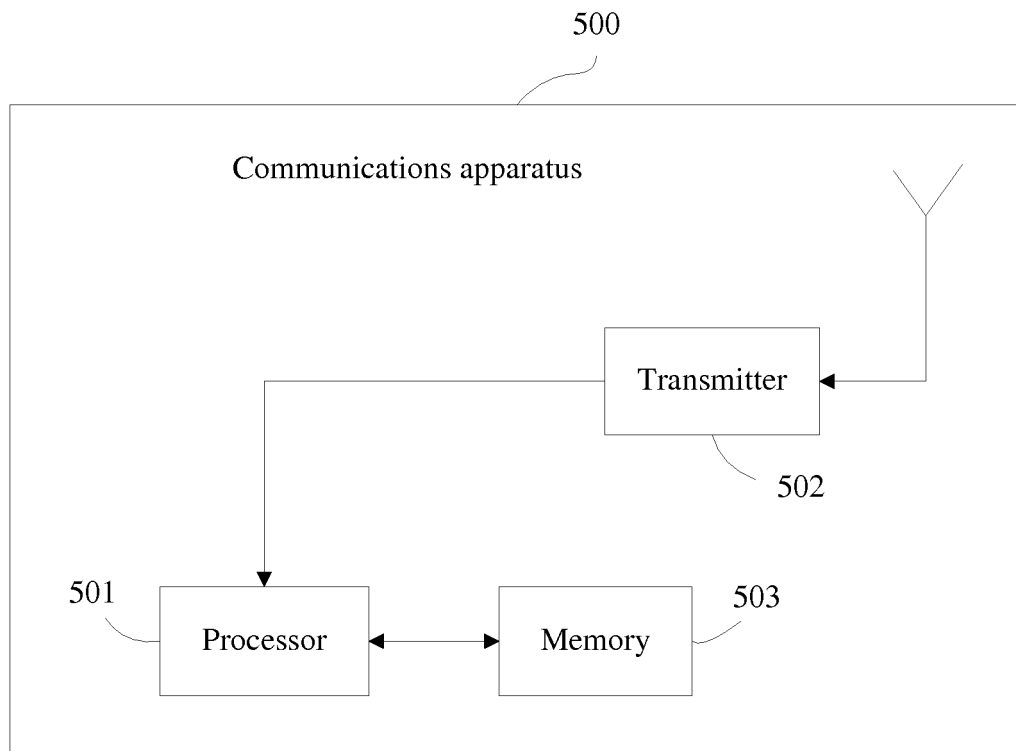 500
Communications apparatus
Transmitter
502
501
Processor
Memory
503